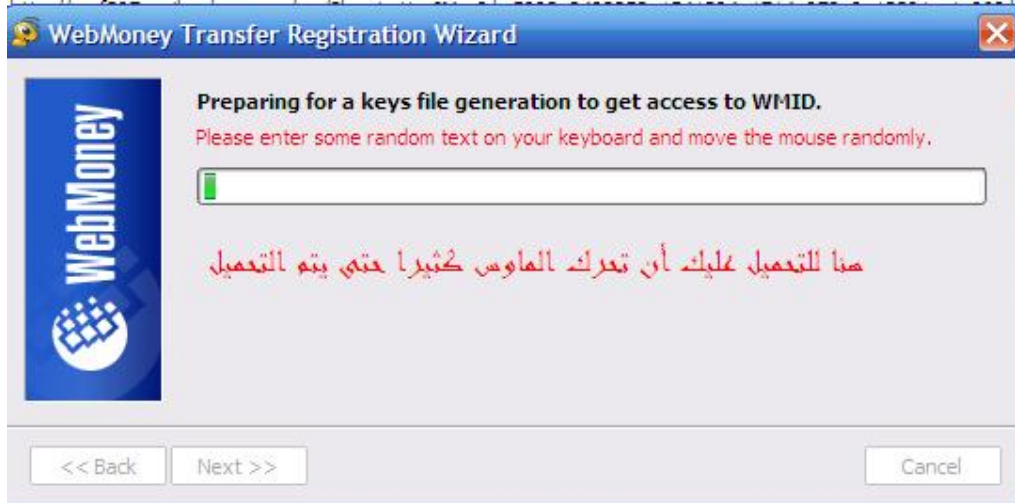 WebMoney Transfer Registration Wizard
WebMoney
Preparing for a keys file generation to get access to WMID.
Please enter some random text on your keyboard and move the mouse randomly.
هنا للتحميل عليك أن تحرك الماوس كثيرا حتى يتم التحميل
<< Back
Next >>
Cancel